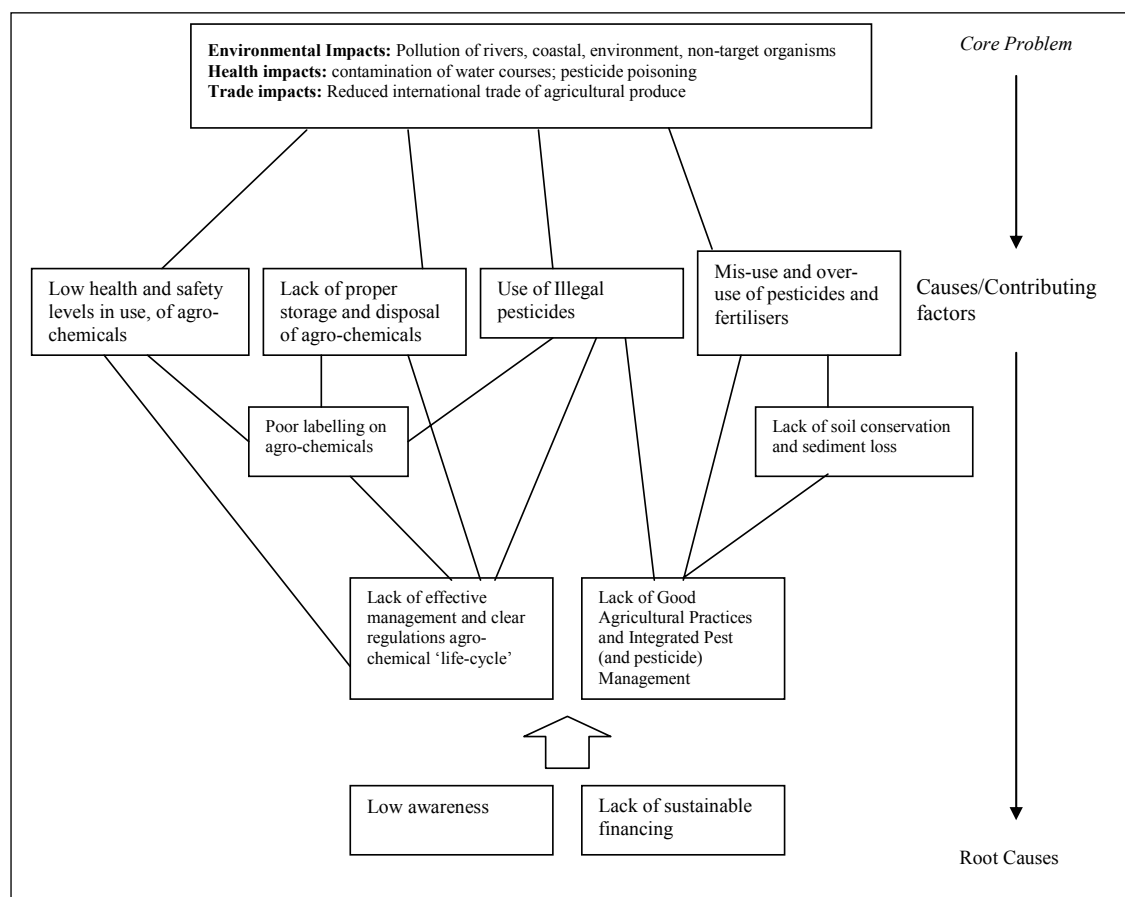 Environmental Impacts: Pollution of rivers, coastal, environment, non-target organisms
Health impacts: contamination of water courses; pesticide poisoning
Trade impacts: Reduced international trade of agricultural produce
Core Problem
Low health and safety
levels in use, of agro-
chemicals
Lack of proper
storage and disposal
of agro-chemicals
Use of Illegal
pesticides
Mis-use and over-
use of pesticides and
fertilisers
Causes/Contributing
factors
Poor labelling on
agro-chemicals
Lack of soil conservation
and sediment loss
Lack of effective
management and clear
regulations agro-
chemical ‘life-cycle’
Lack of Good
Agricultural Practices
and Integrated Pest
(and pesticide)
Management
Low awareness
Lack of sustainable
financing
Root Causes